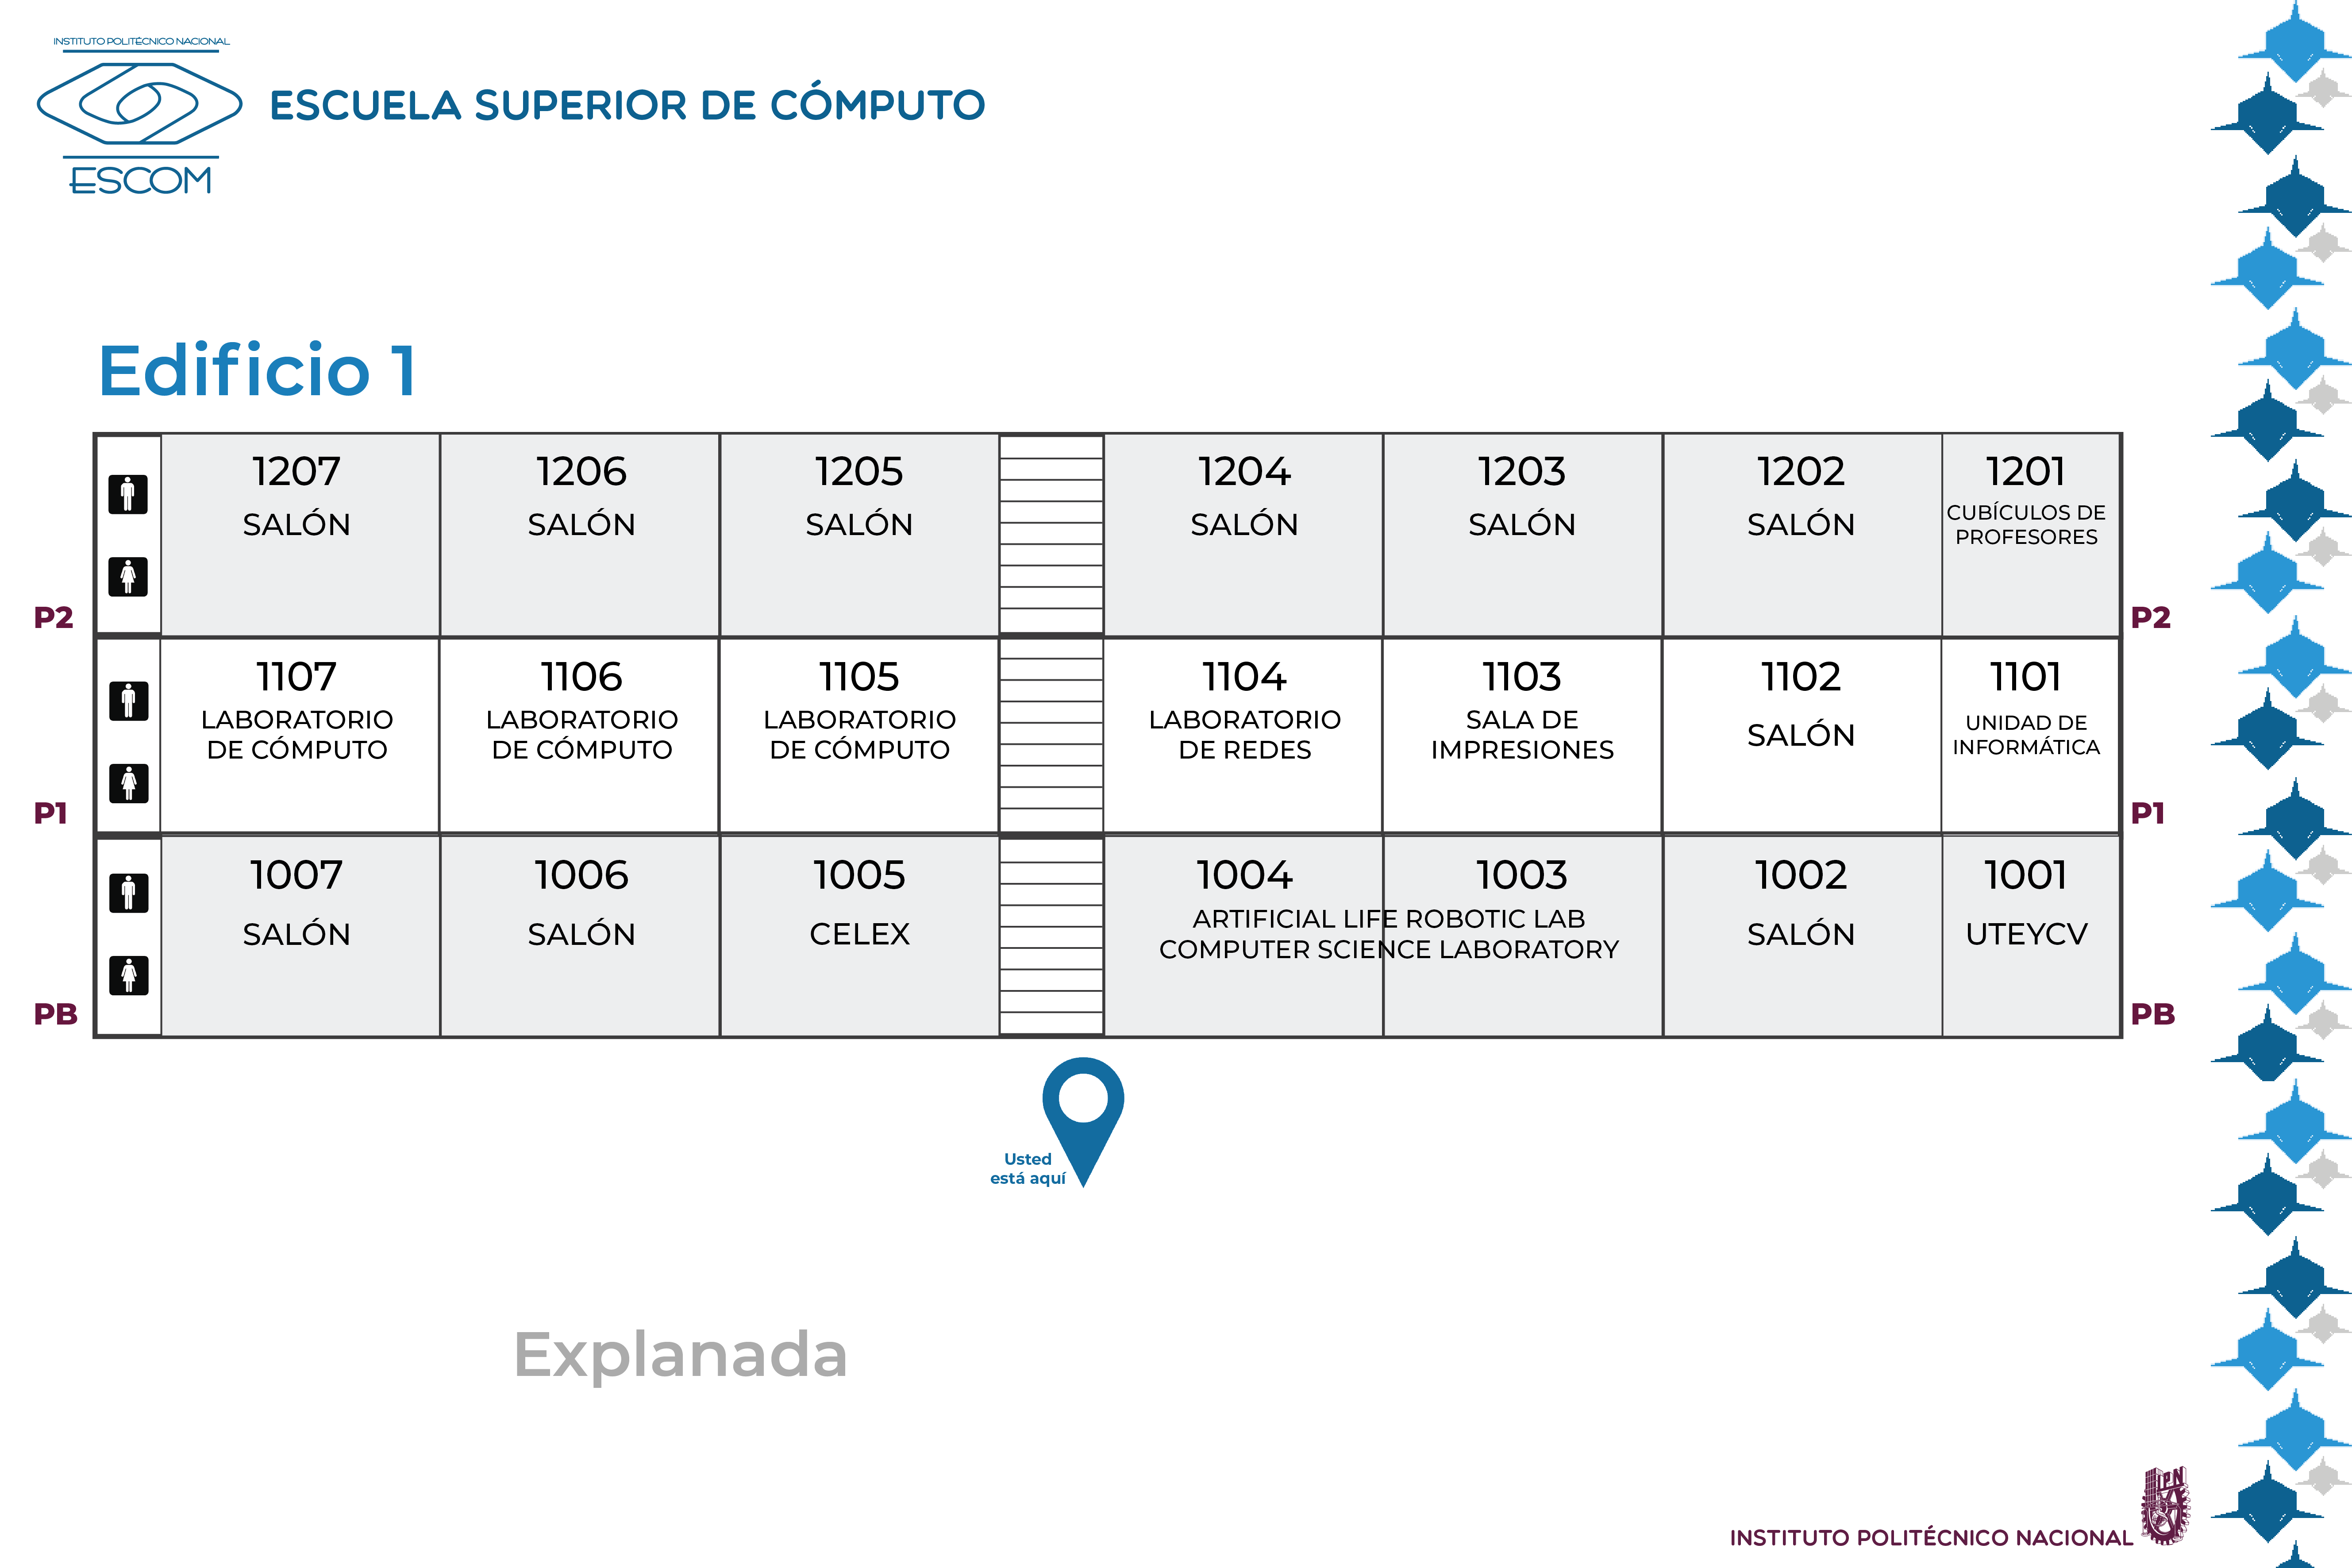 INSTITUTO POLITÉCNICO NACIONAL
ESCOM
ESCUELA SUPERIOR DE CÓMPUTO
Edificio 1
1207
SALÓN
1206
SALÓN
1205
SALÓN
1204
SALÓN
1203
SALÓN
1202
SALÓN
1201
CUBÍCULOS DE
PROFESORES
P2
P2
1107
LABORATORIO
DE CÓMPUTO
1106
LABORATORIO
DE CÓMPUTO
1105
LABORATORIO
DE CÓMPUTO
1104
LABORATORIO
DE REDES
1103
SALA DE
IMPRESIONES
1102
SALÓN
1101
UNIDAD DE
INFORMÁTICA
P1
P1
1007
SALÓN
1006
SALÓN
1005
CELEX
1004
1003
ARTIFICIAL LIFE ROBOTIC LAB
COMPUTER SCIENCE LABORATORY
1002
SALÓN
1001
UTEYCV
PB
PB
Usted
está aquí
Explanada
IPN
INSTITUTO POLITÉCNICO NACIONAL